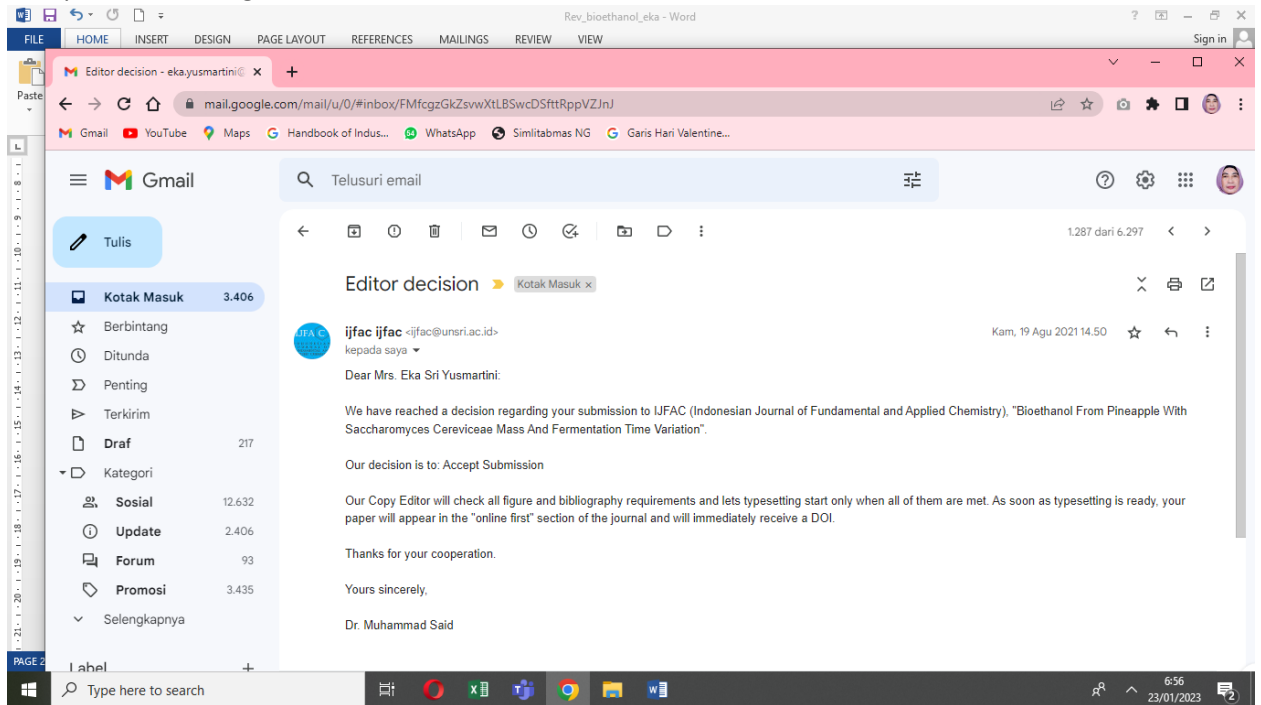 Rev_bioethanol_eka - Word
FILE HOME INSERT DESIGN PAGE LAYOUT REFERENCES MAILINGS REVIEW VIEW Sign in
Paste
Editor decision - eka.yusmartini@
mail.google.com/mail/u/0/#inbox/FMfcgzGkZsvwXtLBSwcDSfttRppVZJnJ
Gmail YouTube Maps Handbook of Indus... WhatsApp Simlitabmas NG Garis Hari Valentine...
Gmail
Telusuri email
Tulis
1.287 dari 6.297
Kotak Masuk 3.406
Berbintang
Ditunda
Penting
Terkirim
Draf 217
Kategori
Sosial 12.632
Update 2.406
Forum 93
Promosi 3.435
Selengkapnya
Label +
Editor decision Kotak Masuk x
IJFA C
ijfac ijfac <ijfac@unsri.ac.id> Kam, 19 Agu 2021 14.50
kepada saya
Dear Mrs. Eka Sri Yusmartini:
We have reached a decision regarding your submission to IJFAC (Indonesian Journal of Fundamental and Applied Chemistry), "Bioethanol From Pineapple With
Saccharomyces Cereviceae Mass And Fermentation Time Variation".
Our decision is to: Accept Submission
Our Copy Editor will check all figure and bibliography requirements and lets typesetting start only when all of them are met. As soon as typesetting is ready, your
paper will appear in the "online first" section of the journal and will immediately receive a DOI.
Thanks for your cooperation.
Yours sincerely,
Dr. Muhammad Said
PAGE 2
Type here to search
6:56
23/01/2023
2